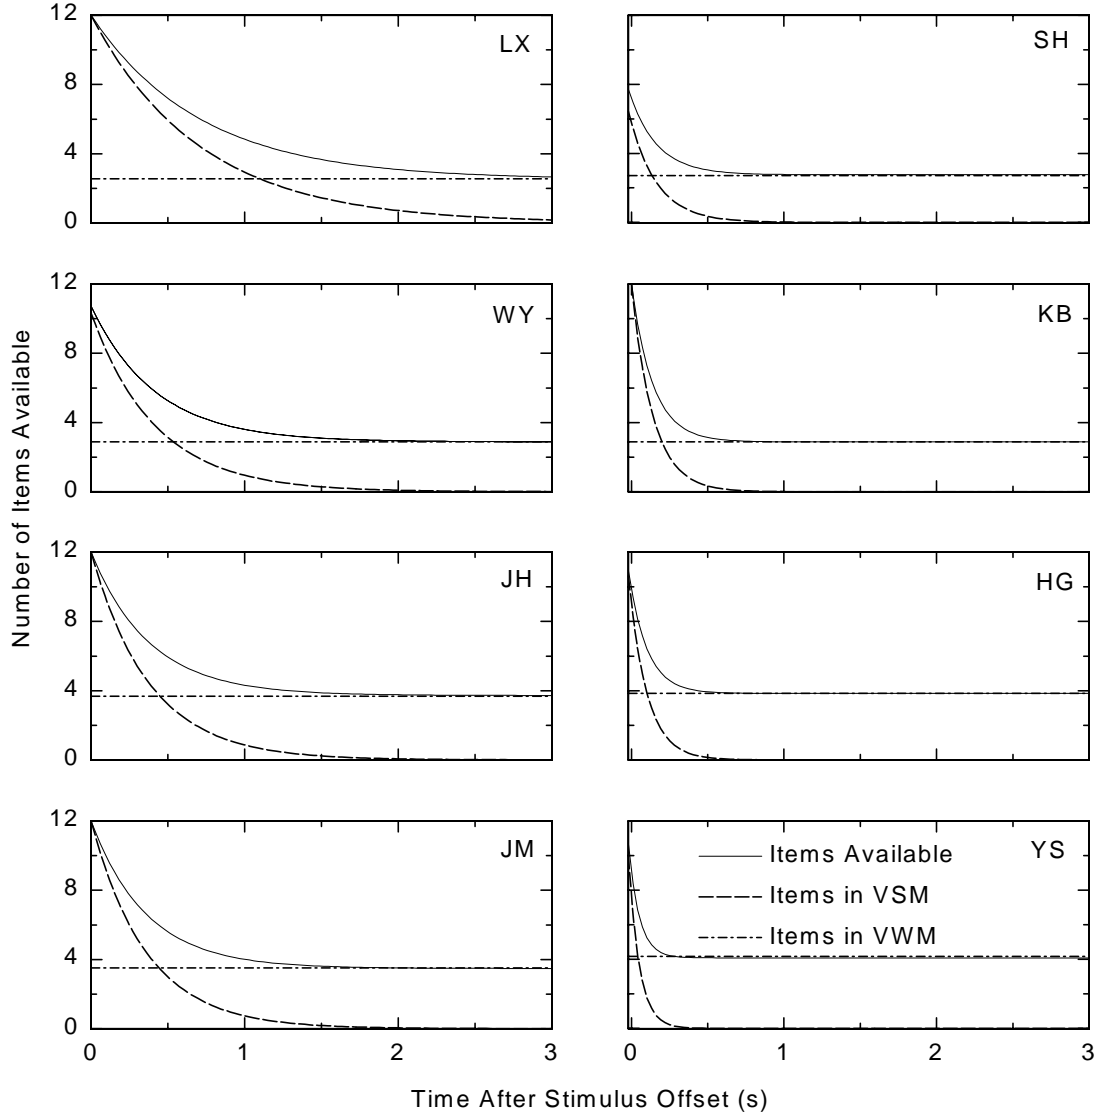 12
8
4
0
LX
SH
12
8
4
0
WY
KB
12
8
4
0
JH
HG
12
8
4
0
JM
YS
Items Available
Items in VSM
Items in VWM
0 1 2 3
0 1 2 3
Number of Items Available
Time After Stimulus Offset (s)